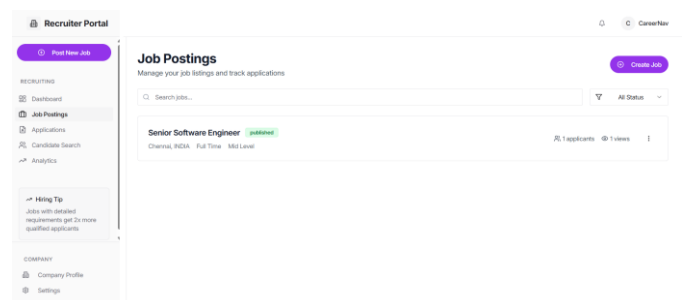 Recruiter Portal
C CareerNav
Post New Job
RECRUITING
Dashboard
Job Postings
Applications
Candidate Search
Analytics
Hiring Tip
Jobs with detailed
requirements get 2x more
qualified applicants
COMPANY
Company Profile
Settings
Job Postings
Manage your job listings and track applications
Create Job
Search jobs...
All Status
Senior Software Engineer published
Chennai, INDIA Full Time Mid Level
1 applicants 1 views